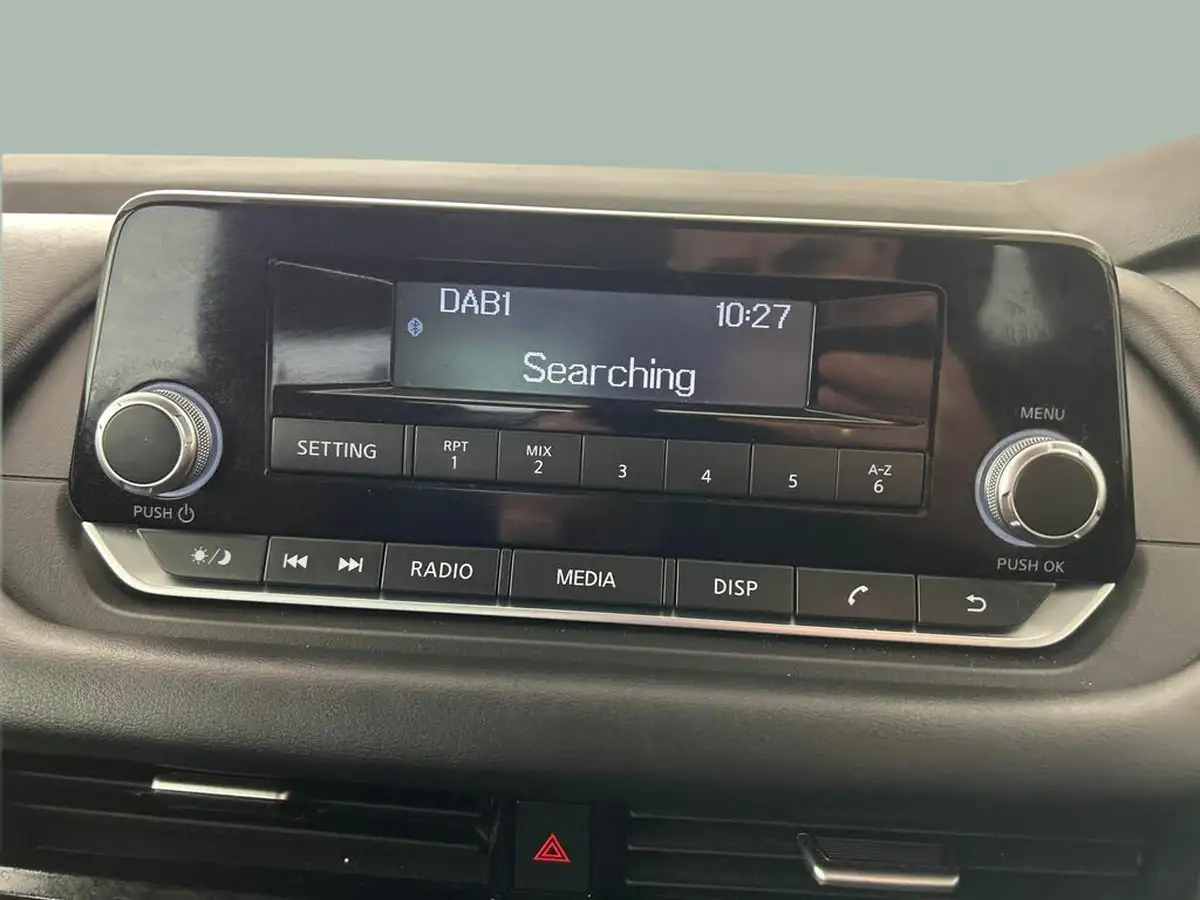 DAB1 10:27
Searching
MENU
SETTING
RPT
1
MIX
2
3
4
5
A-Z
6
PUSH
PUSH OK
RADIO
MEDIA
DISP